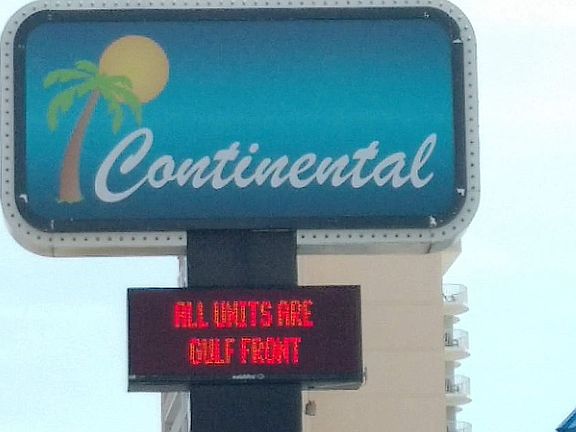 Continental
ALL UNITS ARE
GULF FRONT